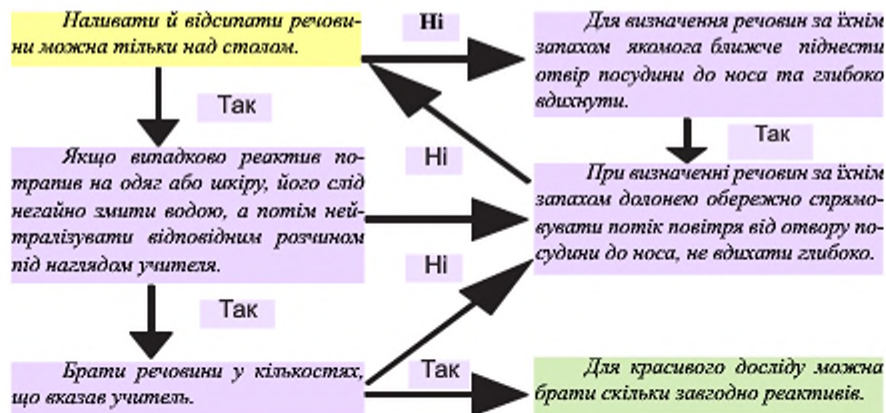 Наливати й відсипати речови-
ни можна тільки над столом.
Ні
Для визначення речовин за їхнім
запахом якомога ближче піднести
отвір посудини до носа та глибоко
вдихнути.
Так
Так
Якщо випадково реактив по-
трапив на одяг або шкіру, його слід
негайно змити водою, а потім ней-
тралізувати відповідним розчином
під наглядом учителя.
Ні
При визначенні речовин за їхнім
запахом долонею обережно спрямо-
вувати потік повітря від отвору по-
судини до носа, не вдихати глибоко.
Ні
Так
Брати речовини у кількостях,
що вказав учитель.
Так
Для красивого досліду можна
брати скільки завгодно реактивів.